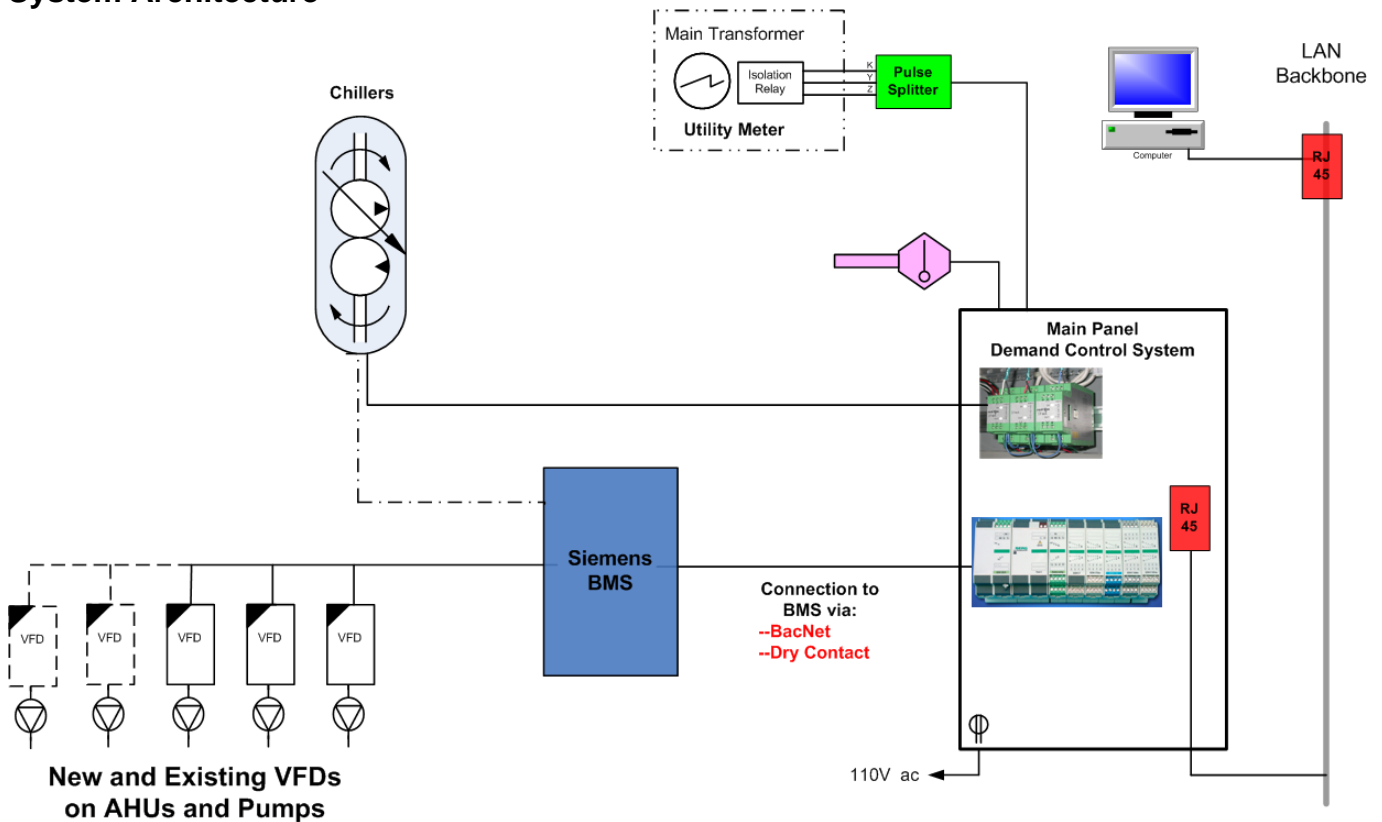 System Architecture
Main Transformer
Isolation
Relay
K
Y
Z
Pulse
Splitter
Utility Meter
LAN
Backbone
Computer
RJ
45
Chillers
Main Panel
Demand Control System
RJ
45
Siemens
BMS
Connection to
BMS via:
--BacNet
--Dry Contact
VFD
VFD
VFD
VFD
VFD
110V ac
New and Existing VFDs
on AHUs and Pumps